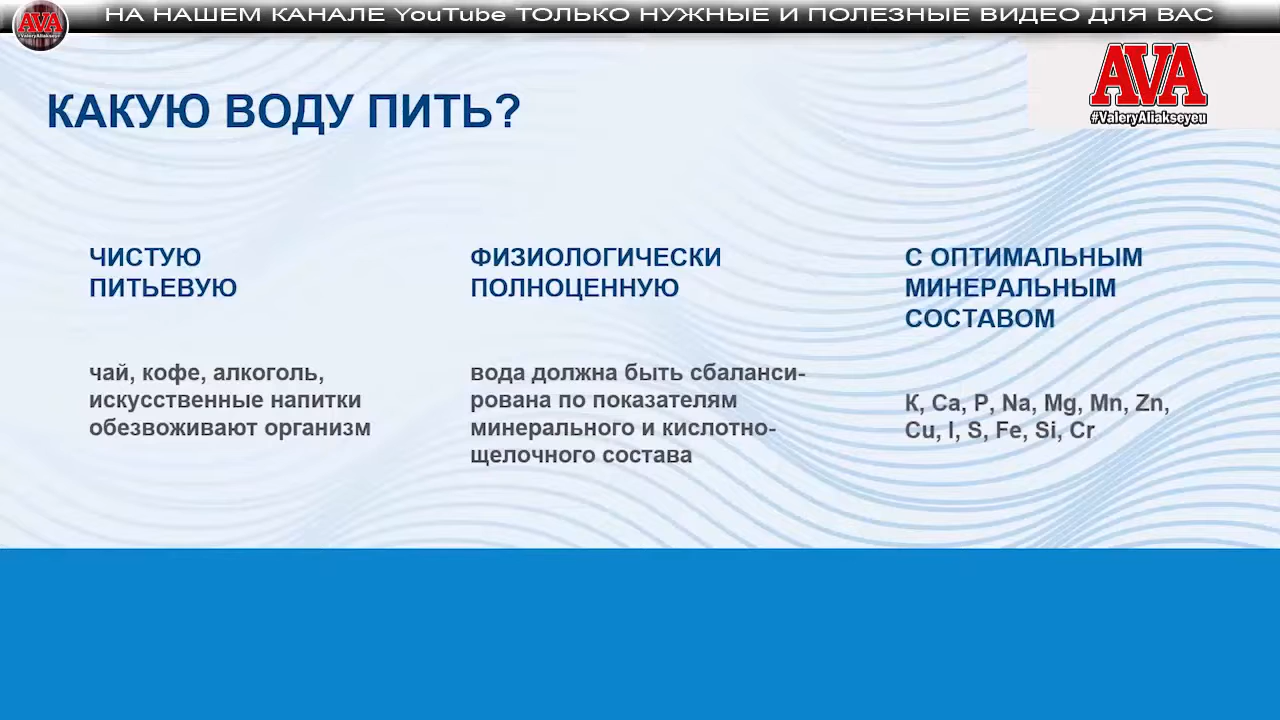 НА НАШЕМ КАНАЛЕ YouTube ТОЛЬКО НУЖНЫЕ И ПОЛЕЗНЫЕ ВИДЕО ДЛЯ ВАС
AVA
#ValeryAliakseyeu
AVA
#ValeryAliakseyeu
КАКУЮ ВОДУ ПИТЬ?
ЧИСТУЮ
ПИТЬЕВУЮ
чай, кофе, алкоголь,
искусственные напитки
обезвоживают организм
ФИЗИОЛОГИЧЕСКИ
ПОЛНОЦЕННУЮ
вода должна быть сбаланси-
рована по показателям
минерального и кислотно-
щелочного состава
С ОПТИМАЛЬНЫМ
МИНЕРАЛЬНЫМ
СОСТАВОМ
K, Ca, P, Na, Mg, Mn, Zn,
Cu, I, S, Fe, Si, Cr